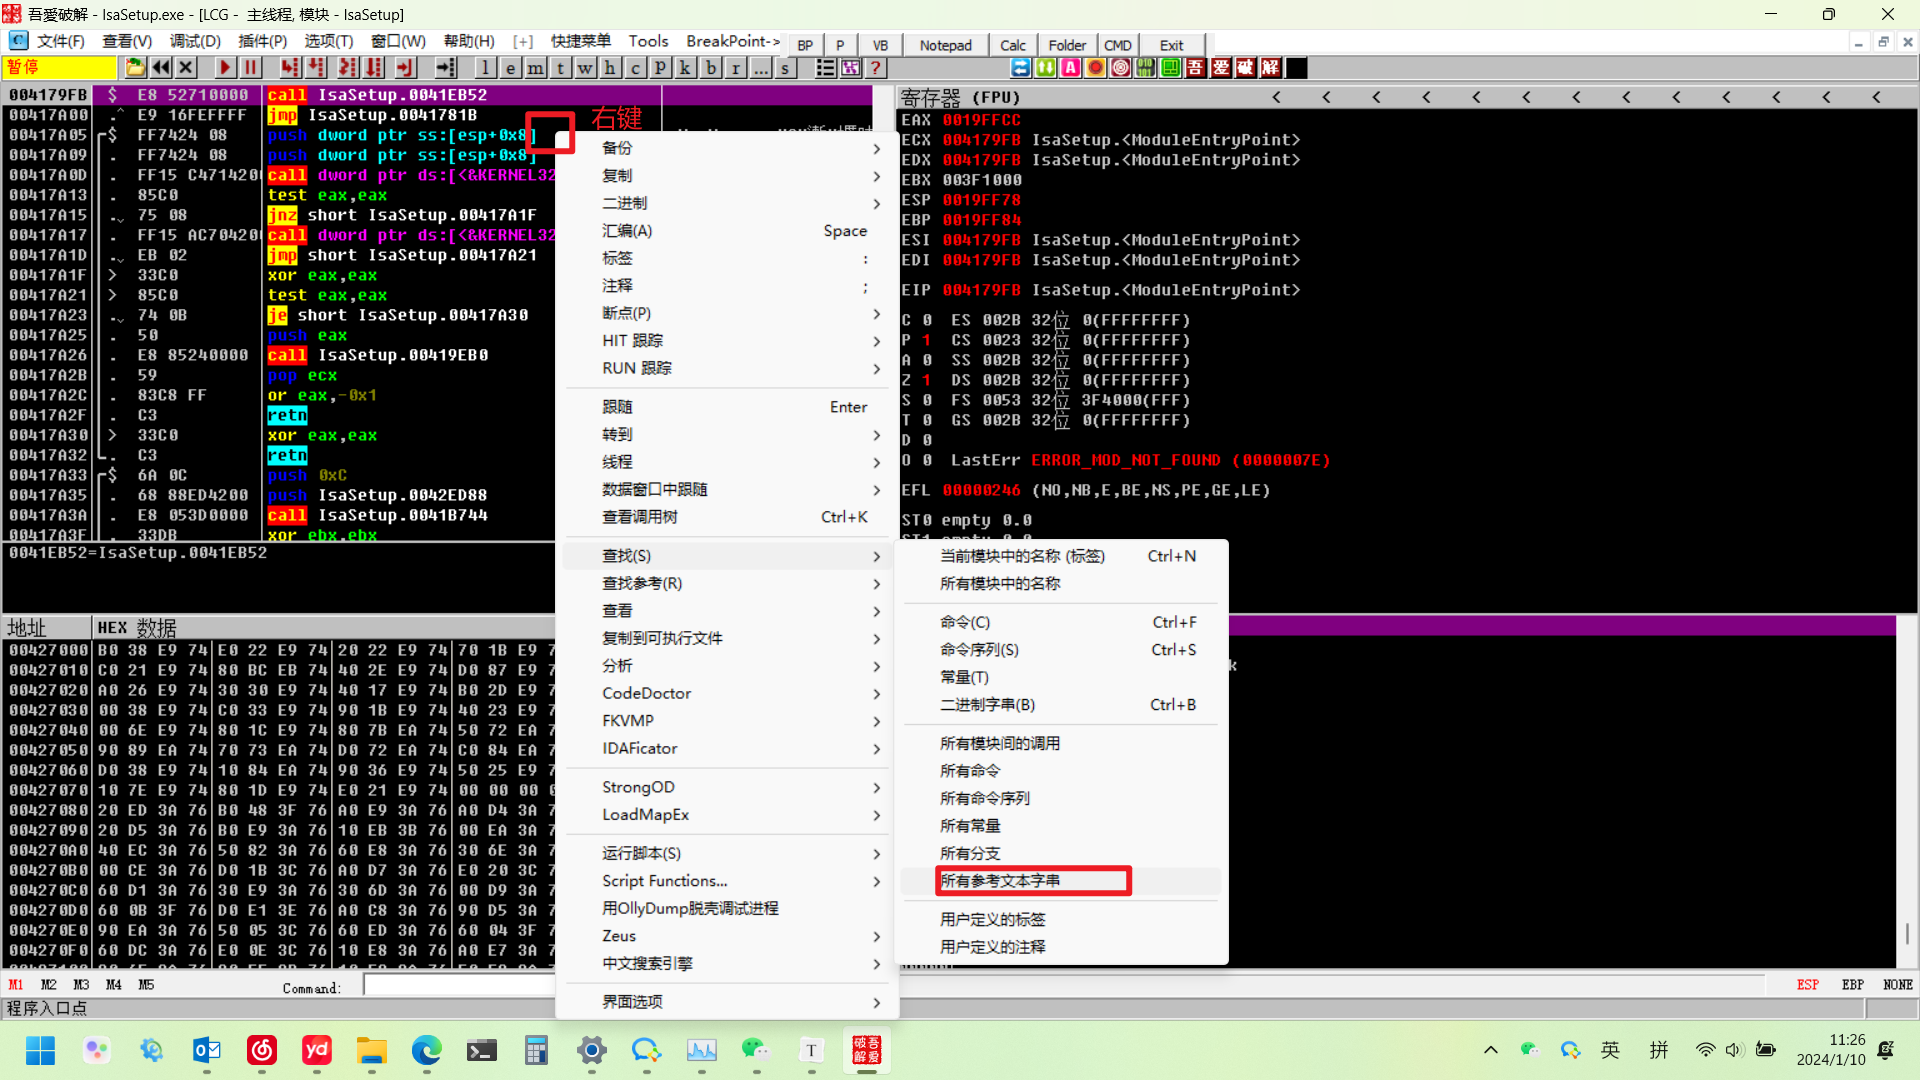 吾愛破解 - IsaSetup.exe - [LCG - 主线程, 模块 - IsaSetup]
文件(F) 查看(V) 调试(D) 插件(P) 选项(T) 窗口(W) 帮助(H) [+] 快捷菜单 Tools BreakPoint-> BP P VB Notepad Calc Folder CMD Exit
暂停 l e m t w h c p k b r ... s ? 吾 爱 破 解
004179FB $ E8 52710000 call IsaSetup.0041EB52
00417A00 .^ E9 16FEFFFF jmp IsaSetup.0041781B
00417A05 $ FF7424 08 push dword ptr ss:[esp+0x8]
00417A09 . FF7424 08 push dword ptr ss:[esp+0x8]
00417A0D . FF15 C4714200 call dword ptr ds:[<&KERNEL32
00417A13 . 85C0 test eax,eax
00417A15 . 75 08 jnz short IsaSetup.00417A1F
00417A17 . FF15 AC704200 call dword ptr ds:[<&KERNEL32
00417A1D . EB 02 jmp short IsaSetup.00417A21
00417A1F > 33C0 xor eax,eax
00417A21 > 85C0 test eax,eax
00417A23 . 74 0B je short IsaSetup.00417A30
00417A25 . 50 push eax
00417A26 . E8 85240000 call IsaSetup.00419EB0
00417A2B . 59 pop ecx
00417A2C . 83C8 FF or eax,-0x1
00417A2F . C3 retn
00417A30 > 33C0 xor eax,eax
00417A32 . C3 retn
00417A33 $ 6A 0C push 0xC
00417A35 . 68 88ED4200 push IsaSetup.0042ED88
00417A3A . E8 053D0000 call IsaSetup.0041B744
00417A3F . 33DB xor ebx,ebx
0041EB52=IsaSetup.0041EB52
右键
备份
复制
二进制
汇编(A) Space
标签 :
注释 ;
断点(P)
HIT 跟踪
RUN 跟踪
跟随 Enter
转到
线程
数据窗口中跟随
查看调用树 Ctrl+K
查找(S)
查找参考(R)
查看
复制到可执行文件
分析
CodeDoctor
FKVMP
IDAFicator
StrongOD
LoadMapEx
运行脚本(S)
Script Functions...
用OllyDump脱壳调试进程
Zeus
中文搜索引擎
界面选项
当前模块中的名称 (标签) Ctrl+N
所有模块中的名称
命令(C) Ctrl+F
命令序列(S) Ctrl+S
常量(T)
二进制字串(B) Ctrl+B
所有模块间的调用
所有命令
所有命令序列
所有常量
所有分支
所有参考文本字串
用户定义的标签
用户定义的注释
寄存器 (FPU) < < < < < < < < < < < < <
EAX 0019FFCC
ECX 004179FB IsaSetup.<ModuleEntryPoint>
EDX 004179FB IsaSetup.<ModuleEntryPoint>
EBX 003F1000
ESP 0019FF78
EBP 0019FF84
ESI 004179FB IsaSetup.<ModuleEntryPoint>
EDI 004179FB IsaSetup.<ModuleEntryPoint>
EIP 004179FB IsaSetup.<ModuleEntryPoint>
C 0 ES 002B 32位 0(FFFFFFFF)
P 1 CS 0023 32位 0(FFFFFFFF)
A 0 SS 002B 32位 0(FFFFFFFF)
Z 1 DS 002B 32位 0(FFFFFFFF)
S 0 FS 0053 32位 3F4000(FFF)
T 0 GS 002B 32位 0(FFFFFFFF)
D 0
O 0 LastErr ERROR_MOD_NOT_FOUND (0000007E)
EFL 00000246 (NO,NB,E,BE,NS,PE,GE,LE)
ST0 empty 0.0
ST1 empty 0.0
地址 HEX 数据
00427000 B0 38 E9 74 E0 22 E9 74 20 22 E9 74 70 1B E9 7
00427010 C0 21 E9 74 80 BC EB 74 40 2E E9 74 D0 87 E9 7
00427020 A0 26 E9 74 30 30 E9 74 40 17 E9 74 B0 2D E9 7
00427030 00 38 E9 74 C0 33 E9 74 90 1B E9 74 40 23 E9 7
00427040 00 6E E9 74 80 1C E9 74 80 7B EA 74 50 72 EA 7
00427050 90 89 EA 74 70 73 EA 74 D0 72 EA 74 C0 84 EA 7
00427060 D0 38 E9 74 10 84 EA 74 90 36 E9 74 50 25 E9 7
00427070 10 7E E9 74 80 1D E9 74 E0 21 E9 74 00 00 00 0
00427080 20 ED 3A 76 B0 48 3F 76 A0 E9 3A 76 A0 D4 3A 7
00427090 20 D5 3A 76 B0 E9 3A 76 10 EB 3B 76 00 EA 3A 7
004270A0 40 EC 3A 76 50 82 3A 76 60 E8 3A 76 30 6E 3A 7
004270B0 00 CE 3A 76 D0 1B 3C 76 A0 D7 3A 76 E0 20 3C 7
004270C0 60 D1 3A 76 30 E9 3A 76 30 6D 3A 76 00 D9 3A 7
004270D0 60 0B 3F 76 D0 E1 3E 76 A0 C8 3A 76 90 D5 3A 7
004270E0 90 EA 3A 76 50 05 3C 76 60 ED 3A 76 60 04 3F 7
004270F0 60 DC 3A 76 E0 0E 3C 76 10 E8 3A 76 A0 E7 3A 7
k
M1 M2 M3 M4 M5 Command: ESP EBP NONE
程序入口点
yd T 破吾解爱 英 拼 11:26
2024/1/10